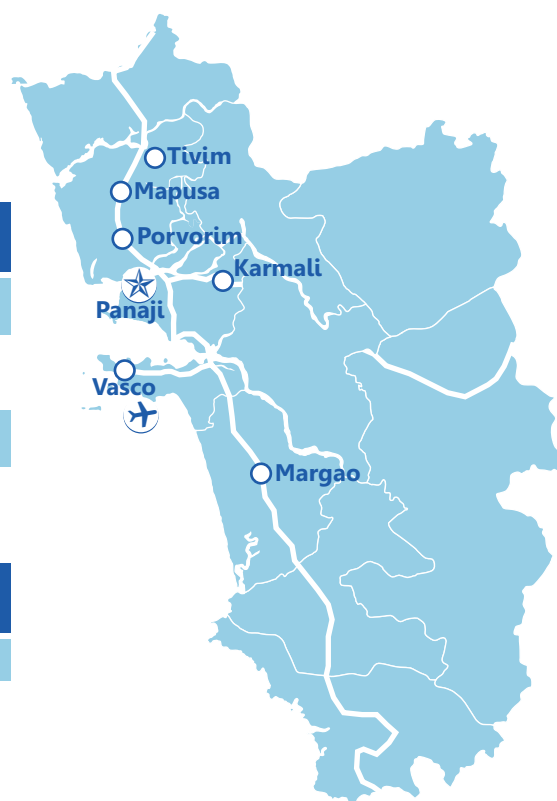 Tivim
Mapusa
Porvorim
Karmali
Panaji
Vasco
Margao